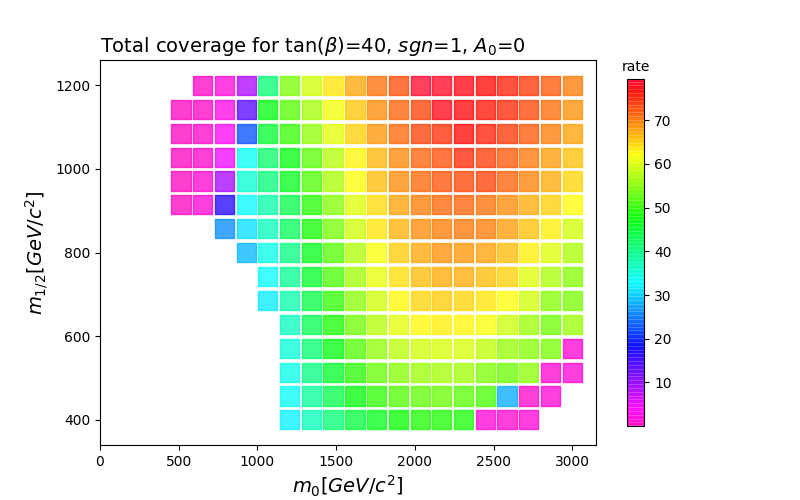 Total coverage for tan(β)=40, sgn=1, A₀=0
rate
1200
1000
800
600
400
m₁/₂[GeV/c²]
0 500 1000 1500 2000 2500 3000
m₀[GeV/c²]
70
60
50
40
30
20
10